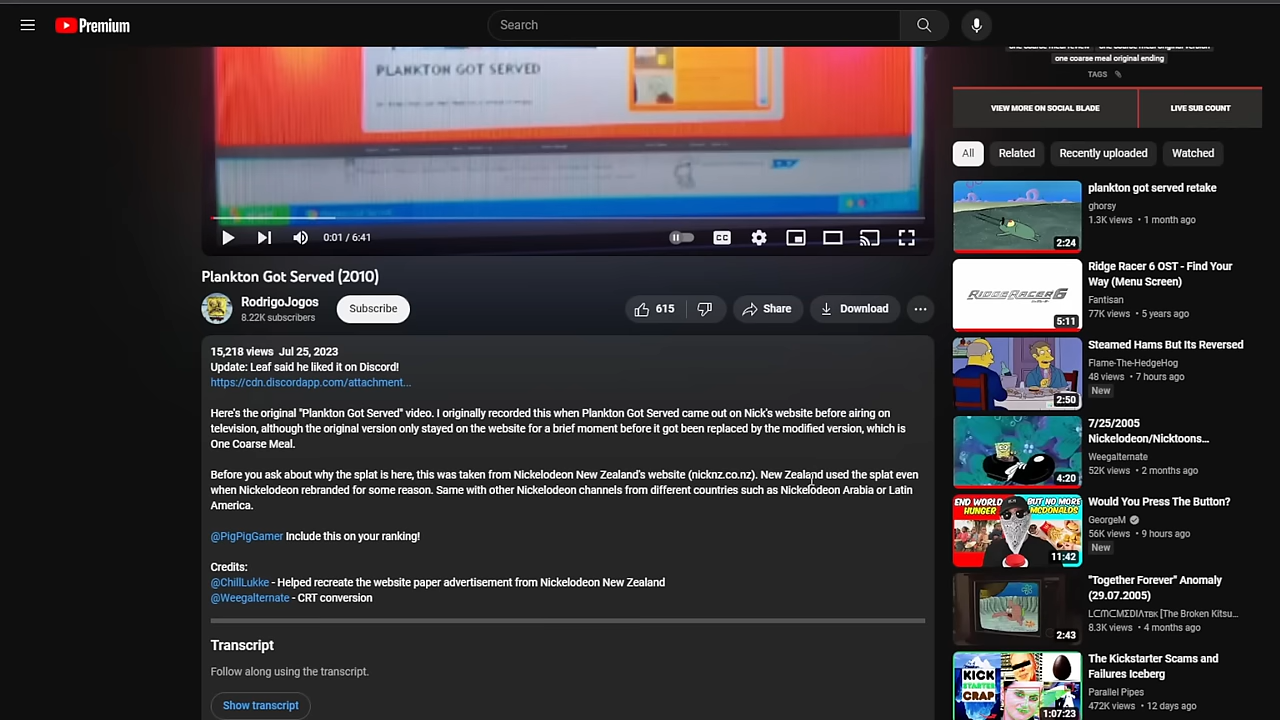 Premium
Search
PLANKTON GOT SERVED
one coarse meal original ending
TAGS
VIEW MORE ON SOCIAL BLADE
LIVE SUB COUNT
All
Related
Recently uploaded
Watched
0:01 / 6:41
CC
Plankton Got Served (2010)
RodrigoJogos
8.22K subscribers
Subscribe
615
Share
Download
15,218 views Jul 25, 2023
Update: Leaf said he liked it on Discord!
https://cdn.discordapp.com/attachment...
Here's the original "Plankton Got Served" video. I originally recorded this when Plankton Got Served came out on Nick's website before airing on
television, although the original version only stayed on the website for a brief moment before it got been replaced by the modified version, which is
One Coarse Meal.
Before you ask about why the splat is here, this was taken from Nickelodeon New Zealand's website (nicknz.co.nz). New Zealand used the splat even
when Nickelodeon rebranded for some reason. Same with other Nickelodeon channels from different countries such as Nickelodeon Arabia or Latin
America.
@PigPigGamer Include this on your ranking!
Credits:
@ChillLukke - Helped recreate the website paper advertisement from Nickelodeon New Zealand
@Weegalternate - CRT conversion
Transcript
Follow along using the transcript.
Show transcript
plankton got served retake
ghorsy
1.3K views • 1 month ago
2:24
Ridge Racer 6 OST - Find Your
Way (Menu Screen)
Fantisan
77K views • 5 years ago
RIDGE RACER 6
5:11
Steamed Hams But Its Reversed
Flame-The-HedgeHog
48 views • 7 hours ago
New
2:50
7/25/2005
Nickelodeon/Nicktoons...
Weegalternate
52K views • 2 months ago
4:20
Would You Press The Button?
GeorgeM
56K views • 9 hours ago
New
END WORLD
HUNGER
BUT NO MORE
MCDONALDS
11:42
"Together Forever" Anomaly
(29.07.2005)
8.3K views • 4 months ago
2:43
The Kickstarter Scams and
Failures Iceberg
Parallel Pipes
472K views • 12 days ago
KICK
STARTER
CRAP
1:07:23